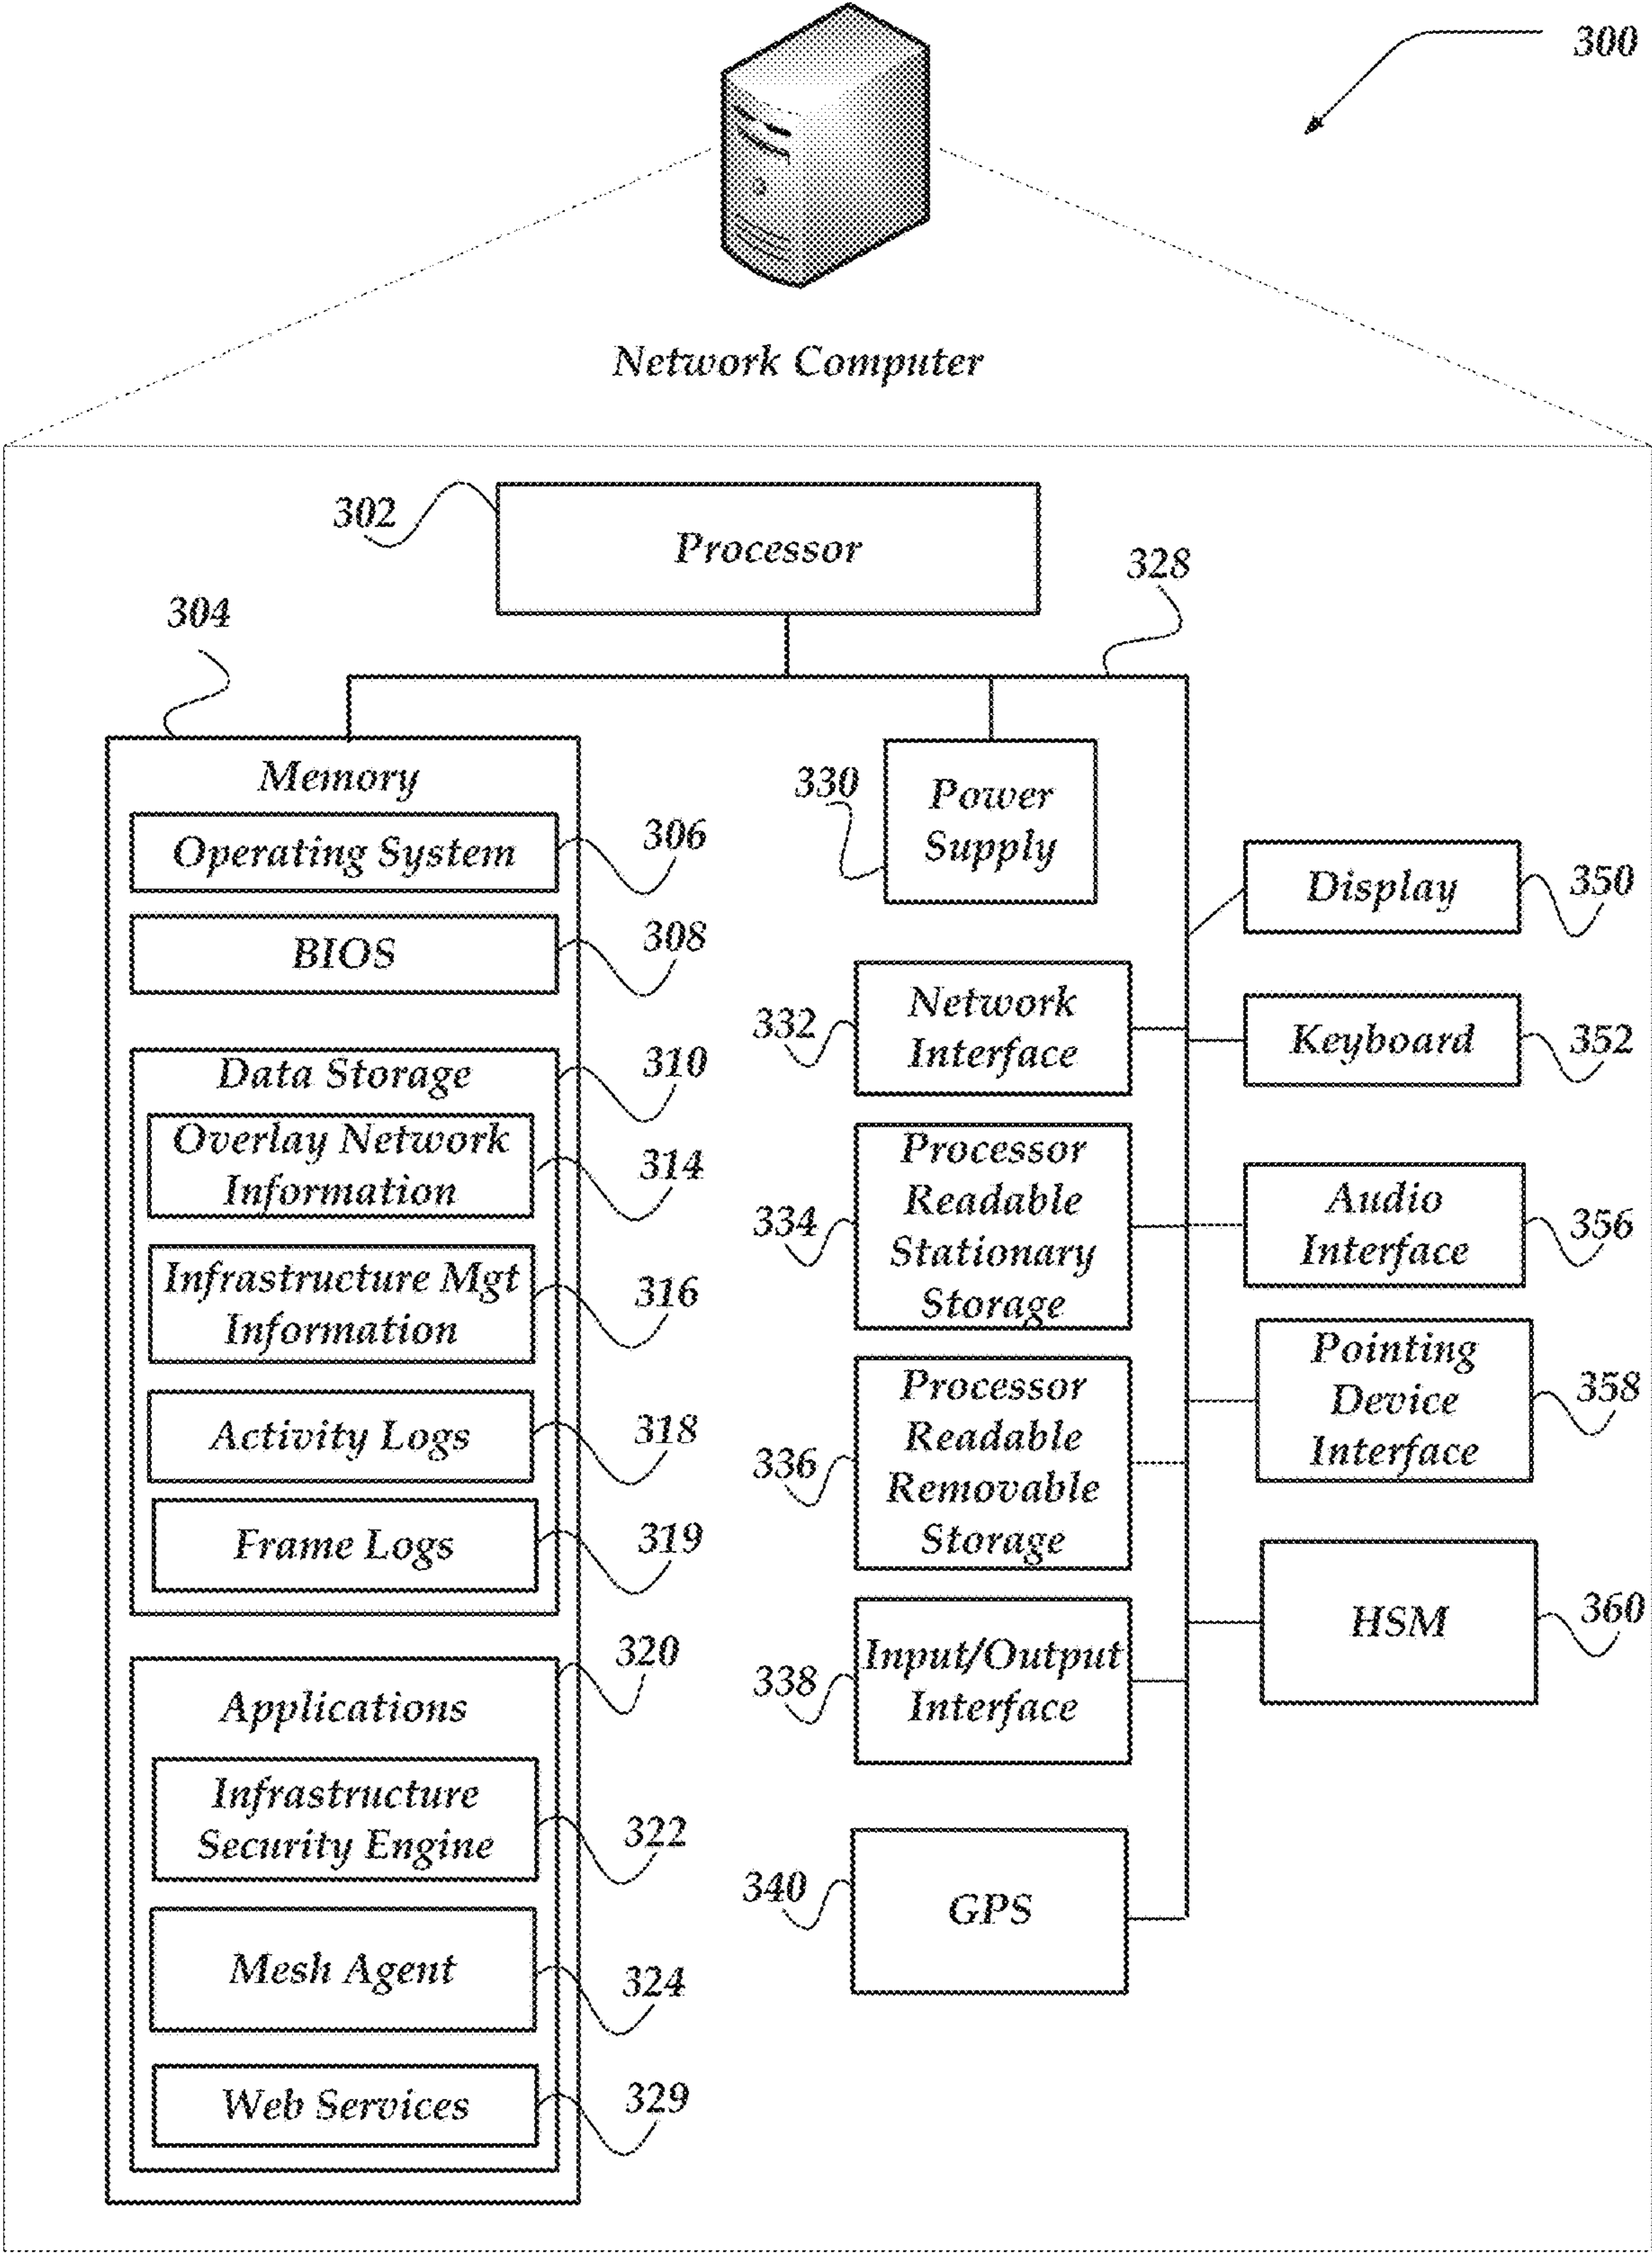 300
Network Computer
302
Processor
328
304
Memory
Operating System
306
BIOS
308
Data Storage
310
Overlay Network
Information
314
Infrastructure Mgt
Information
316
Activity Logs
318
Frame Logs
319
Applications
320
Infrastructure
Security Engine
322
Mesh Agent
324
Web Services
329
330
Power
Supply
332
Network
Interface
334
Processor
Readable
Stationary
Storage
336
Processor
Readable
Removable
Storage
338
Input/Output
Interface
340
GPS
Display
350
Keyboard
352
Audio
Interface
356
Pointing
Device
Interface
358
HSM
360